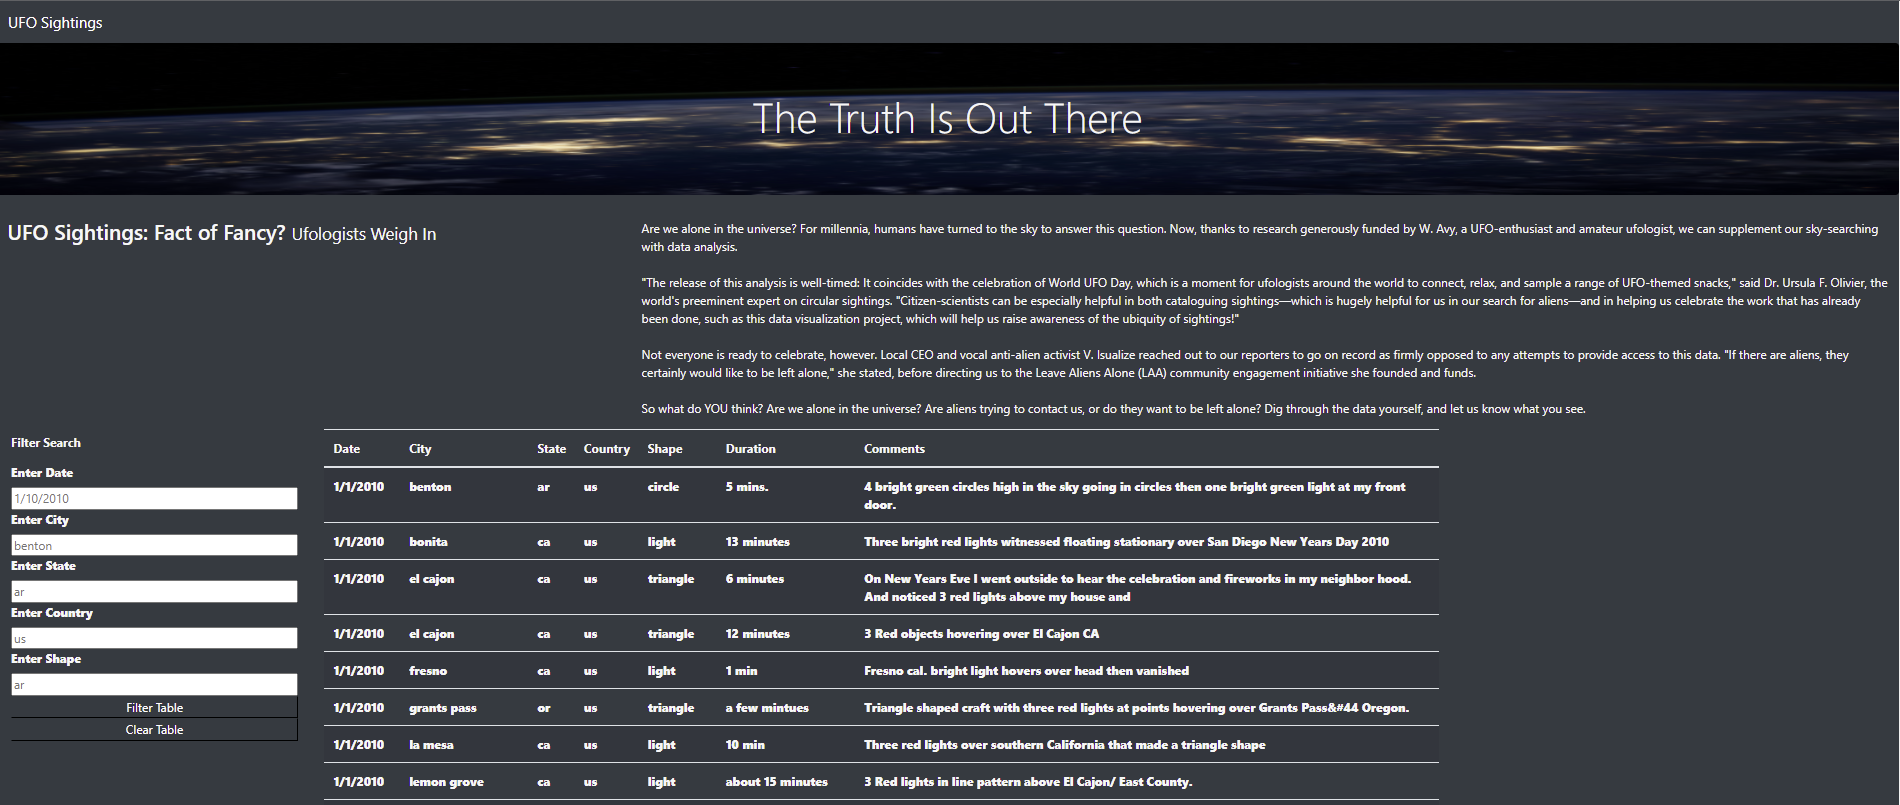 UFO Sightings
The Truth Is Out There
UFO Sightings: Fact of Fancy? Ufologists Weigh In
Are we alone in the universe? For millennia, humans have turned to the sky to answer this question. Now, thanks to research generously funded by W. Avy, a UFO-enthusiast and amateur ufologist, we can supplement our sky-searching
with data analysis.
"The release of this analysis is well-timed: It coincides with the celebration of World UFO Day, which is a moment for ufologists around the world to connect, relax, and sample a range of UFO-themed snacks," said Dr. Ursula F. Olivier, the
world's preeminent expert on circular sightings. "Citizen-scientists can be especially helpful in both cataloguing sightings—which is hugely helpful for us in our search for aliens—and in helping us celebrate the work that has already
been done, such as this data visualization project, which will help us raise awareness of the ubiquity of sightings!"
Not everyone is ready to celebrate, however. Local CEO and vocal anti-alien activist V. Isualize reached out to our reporters to go on record as firmly opposed to any attempts to provide access to this data. "If there are aliens, they
certainly would like to be left alone," she stated, before directing us to the Leave Aliens Alone (LAA) community engagement initiative she founded and funds.
So what do YOU think? Are we alone in the universe? Are aliens trying to contact us, or do they want to be left alone? Dig through the data yourself, and let us know what you see.
Filter Search
Enter Date
1/10/2010
Enter City
benton
Enter State
ar
Enter Country
us
Enter Shape
ar
Filter Table
Clear Table
Date City State Country Shape Duration Comments
1/1/2010 benton ar us circle 5 mins. 4 bright green circles high in the sky going in circles then one bright green light at my front
door.
1/1/2010 bonita ca us light 13 minutes Three bright red lights witnessed floating stationary over San Diego New Years Day 2010
1/1/2010 el cajon ca us triangle 6 minutes On New Years Eve I went outside to hear the celebration and fireworks in my neighbor hood.
And noticed 3 red lights above my house and
1/1/2010 el cajon ca us triangle 12 minutes 3 Red objects hovering over El Cajon CA
1/1/2010 fresno ca us light 1 min Fresno cal. bright light hovers over head then vanished
1/1/2010 grants pass or us triangle a few mintues Triangle shaped craft with three red lights at points hovering over Grants Pass&#44 Oregon.
1/1/2010 la mesa ca us light 10 min Three red lights over southern California that made a triangle shape
1/1/2010 lemon grove ca us light about 15 minutes 3 Red lights in line pattern above El Cajon/ East County.